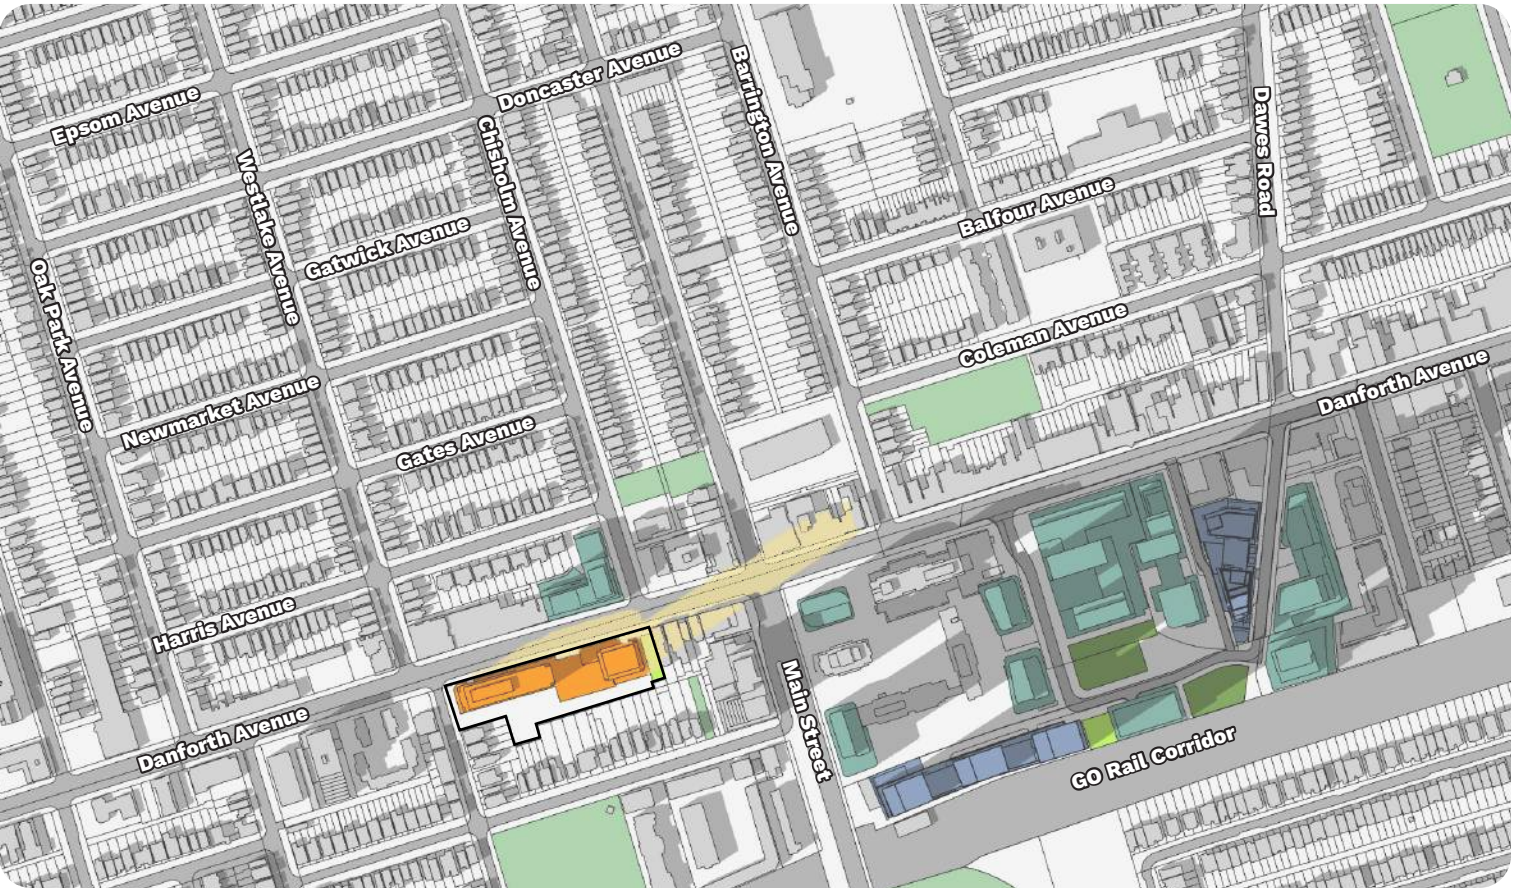 Doncaster Avenue
Epsom Avenue
Barrington Avenue
Dawes Road
Chisholm Avenue
Westlake Avenue
Balfour Avenue
Gatwick Avenue
Oak Park Avenue
Coleman Avenue
Danforth Avenue
Newmarket Avenue
Gates Avenue
Harris Avenue
Main Street
Danforth Avenue
GO Rail Corridor